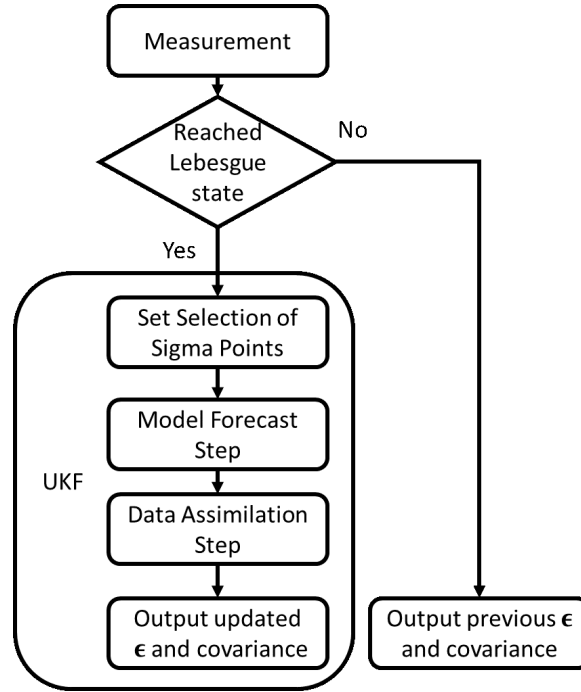 Measurement
Reached
Lebesgue
state
No
Yes
Set Selection of
Sigma Points
Model Forecast
Step
UKF
Data Assimilation
Step
Output updated
ϵ and covariance
Output previous ϵ
and covariance